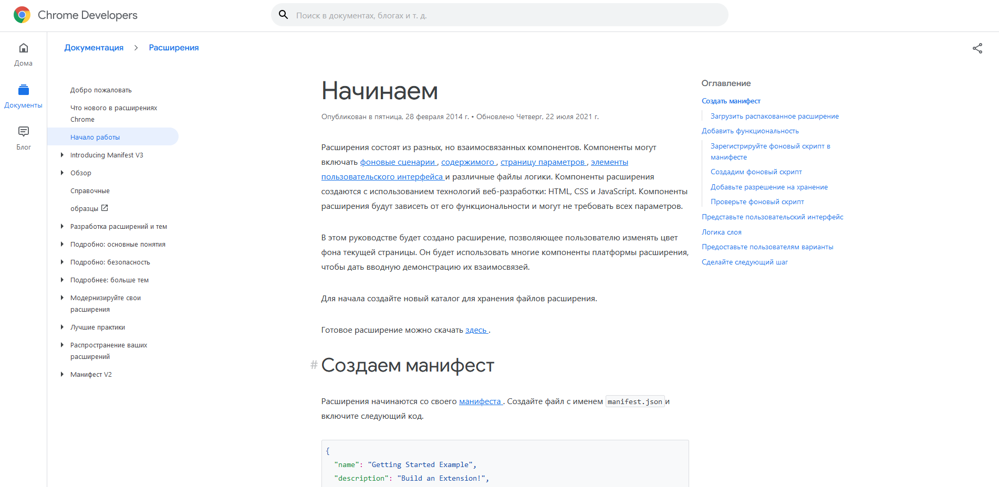 Chrome Developers
Поиск в документах, блогах и т. д.
Дома
Документы
Блог
Документация
Расширения
Добро пожаловать
Что нового в расширениях
Chrome
Начало работы
Introducing Manifest V3
Обзор
Справочные
образцы
Разработка расширений и тем
Подробно: основные понятия
Подробно: безопасность
Подробнее: больше тем
Модернизируйте свои
расширения
Лучшие практики
Распространение ваших
расширений
Манифест V2
Начинаем
Опубликован в пятница, 28 февраля 2014 г. • Обновлено Четверг, 22 июля 2021 г.
Расширения состоят из разных, но взаимосвязанных компонентов. Компоненты могут
включать фоновые сценарии , содержимого , страницу параметров , элементы
пользовательского интерфейса и различные файлы логики. Компоненты расширения
создаются с использованием технологий веб-разработки: HTML, CSS и JavaScript. Компоненты
расширения будут зависеть от его функциональности и могут не требовать всех параметров.
В этом руководстве будет создано расширение, позволяющее пользователю изменять цвет
фона текущей страницы. Он будет использовать многие компоненты платформы расширения,
чтобы дать вводную демонстрацию их взаимосвязей.
Для начала создайте новый каталог для хранения файлов расширения.
Готовое расширение можно скачать здесь .
# Создаем манифест
Расширения начинаются со своего манифеста . Создайте файл с именем manifest.json и
включите следующий код.
{
"name": "Getting Started Example",
"description": "Build an Extension!",
Оглавление
Создать манифест
Загрузить распакованное расширение
Добавить функциональность
Зарегистрируйте фоновый скрипт в
манифесте
Создадим фоновый скрипт
Добавьте разрешение на хранение
Проверьте фоновый скрипт
Представьте пользовательский интерфейс
Логика слоя
Предоставьте пользователям варианты
Сделайте следующий шаг